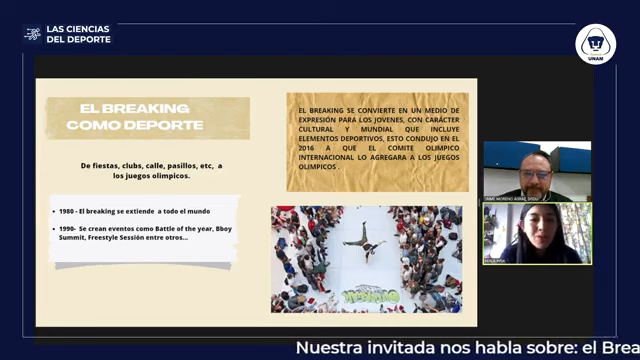 LAS CIENCIAS
DEL DEPORTE
UNAM
EL BREAKING
COMO DEPORTE
De fiestas, clubs, calle, pasillos, etc, a
los juegos olimpicos.
• 1980 - El breaking se extiende a todo el mundo
• 1990- Se crean eventos como Battle of the year, Bboy
Summit, Freestyle Sessión entre otros...
EL BREAKING SE CONVIERTE EN UN MEDIO DE
EXPRESIÓN PARA LOS JOVENES, CON CARÁCTER
CULTURAL Y MUNDIAL QUE INCLUYE
ELEMENTOS DEPORTIVOS, ESTO CONDUJO EN EL
2016 A QUE EL COMITE OLIMPICO
INTERNACIONAL LO AGREGARA A LOS JUEGOS
OLIMPICOS .
Nuestra invitada nos habla sobre: el Brea